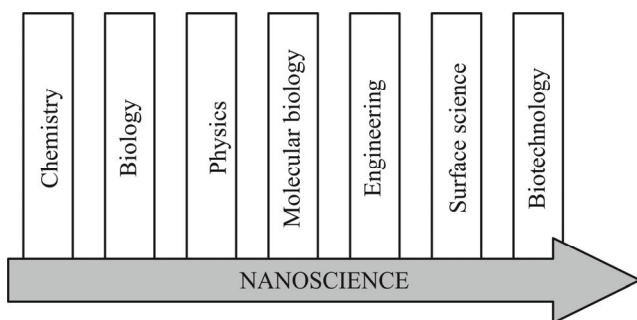 Chemistry
Biology
Physics
Molecular biology
Engineering
Surface science
Biotechnology
NANOSCIENCE